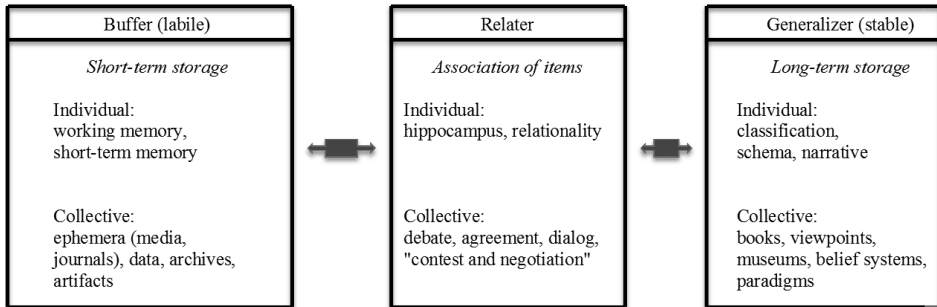 Buffer (labile)
Short-term storage
Individual:
working memory,
short-term memory
Collective:
ephemera (media,
journals), data, archives,
artifacts
Relater
Association of items
Individual:
hippocampus, relationality
Collective:
debate, agreement, dialog,
"contest and negotiation"
Generalizer (stable)
Long-term storage
Individual:
classification,
schema, narrative
Collective:
books, viewpoints,
museums, belief systems,
paradigms